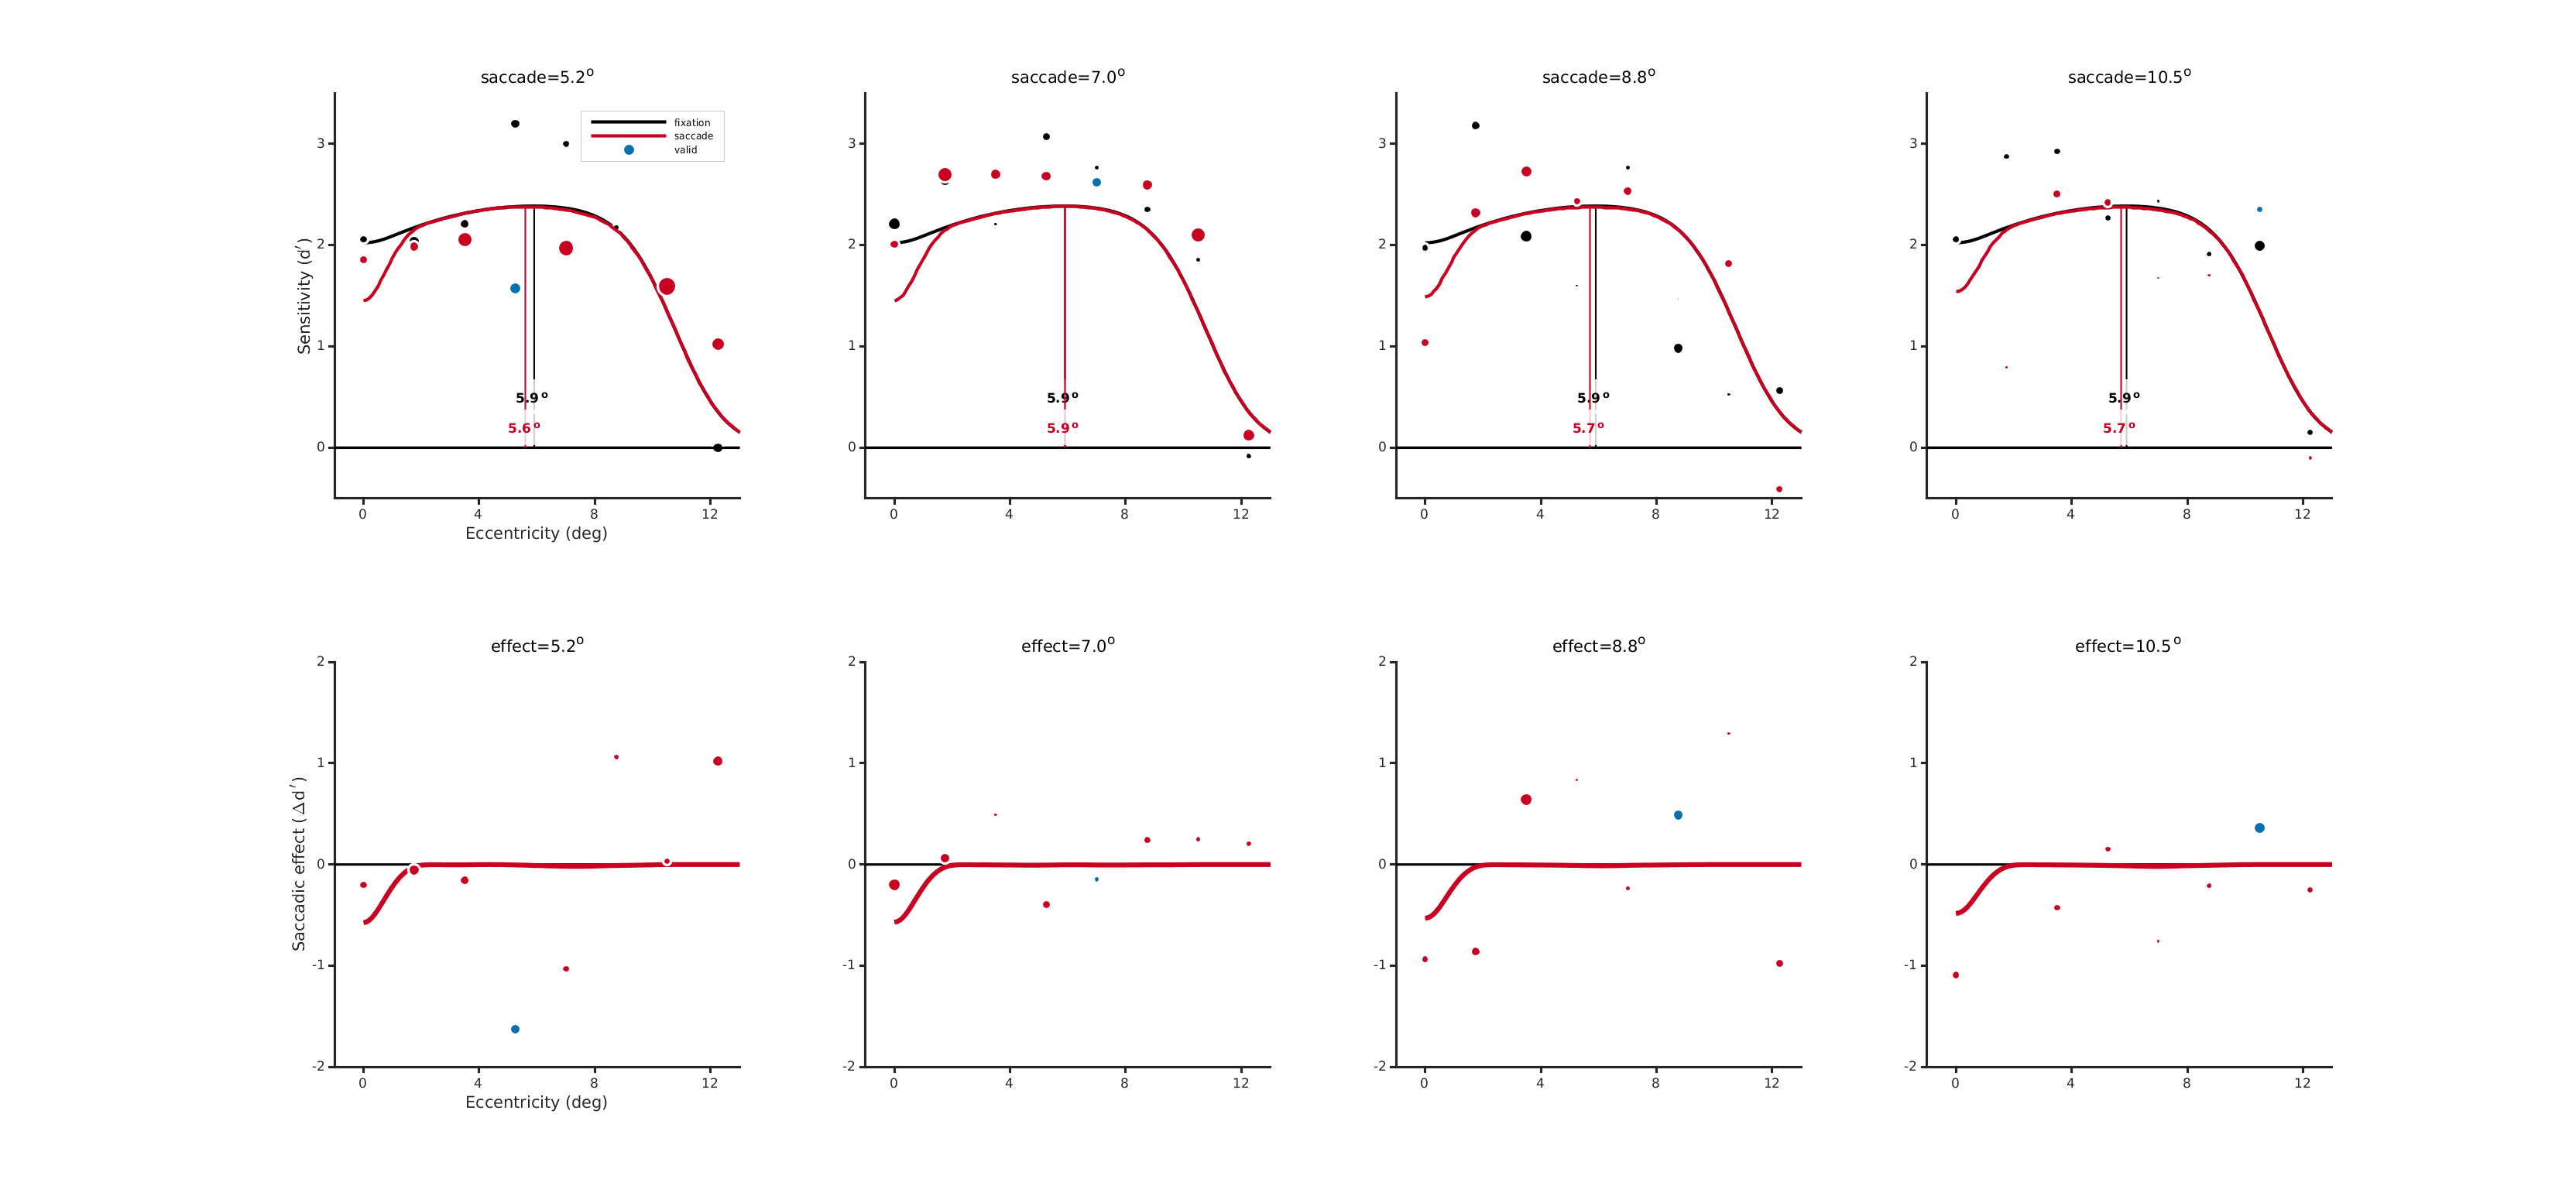 saccade=5.2°
saccade=7.0°
saccade=8.8°
saccade=10.5°
fixation
saccade
valid
Sensitivity (d′)
3
2
1
0
5.9°
5.6°
0 4 8 12
Eccentricity (deg)
3
2
1
0
5.9°
5.9°
0 4 8 12
3
2
1
0
5.9°
5.7°
0 4 8 12
3
2
1
0
5.9°
5.7°
0 4 8 12
effect=5.2°
effect=7.0°
effect=8.8°
effect=10.5°
Saccadic effect (△d′)
2
1
0
-1
-2
0 4 8 12
Eccentricity (deg)
2
1
0
-1
-2
0 4 8 12
2
1
0
-1
-2
0 4 8 12
2
1
0
-1
-2
0 4 8 12